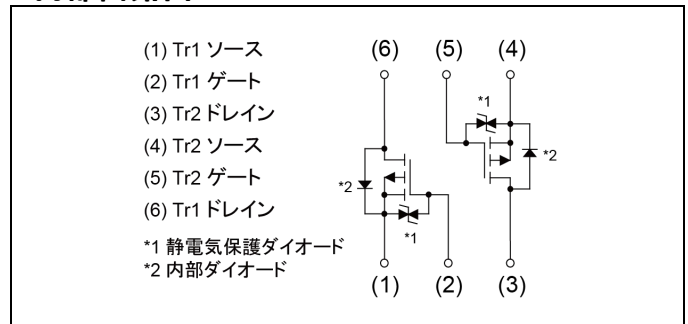 (1) Tr1 ソース
(2) Tr1 ゲート
(3) Tr2 ドレイン
(4) Tr2 ソース
(5) Tr2 ゲート
(6) Tr1 ドレイン
*1 静電気保護ダイオード
*2 内部ダイオード
(6) (5) (4)
*1
*2
*2
*1
(1) (2) (3)